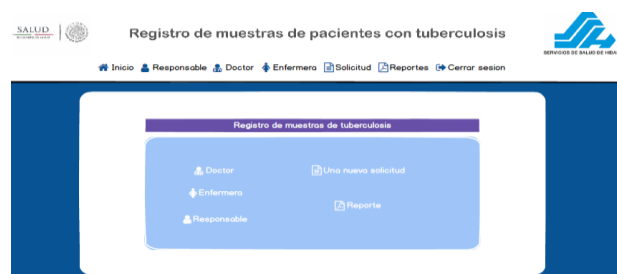 SALUD
Registro de muestras de pacientes con tuberculosis
SERVICIOS DE SALUD DE HIDAL
Inicio Responsable Doctor Enfermera Solicitud Reportes Cerrar sesion
Registro de muestras de tuberculosis
Doctor
Una nueva solicitud
Enfermera
Reporte
Responsable